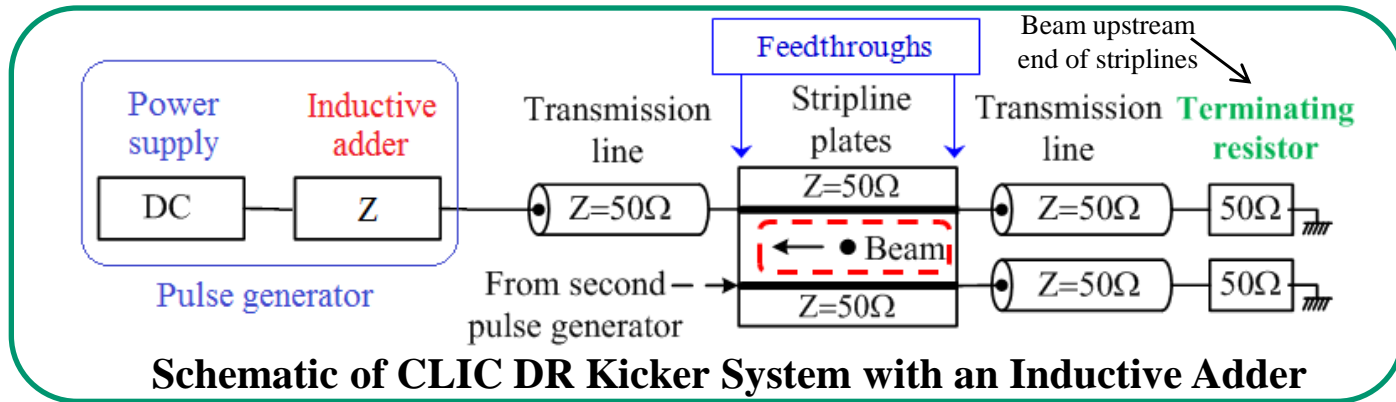 Beam upstream
end of striplines
Feedthroughs
Power
supply
Inductive
adder
Transmission
line
Stripline
plates
Transmission
line
Terminating
resistor
DC
Z
Z=50Ω
Z=50Ω
Z=50Ω
50Ω
Beam
Pulse generator
From second
pulse generator
Z=50Ω
Z=50Ω
50Ω
Schematic of CLIC DR Kicker System with an Inductive Adder